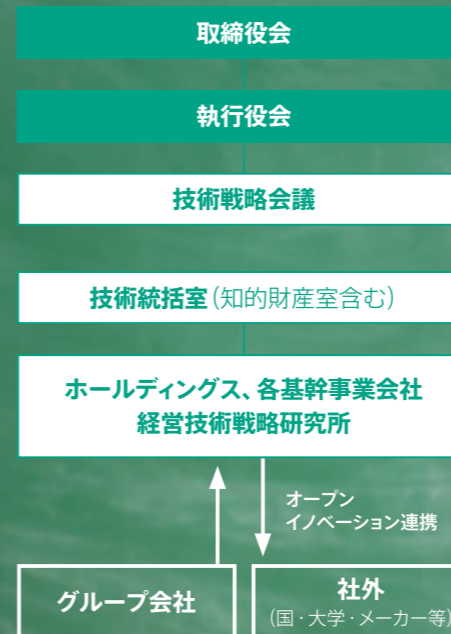 取締役会
執行役会
技術戦略会議
技術統括室(知的財産室含む)
ホールディングス、各基幹事業会社
経営技術戦略研究所
オープン
イノベーション連携
グループ会社
社外
(国・大学・メーカー等)